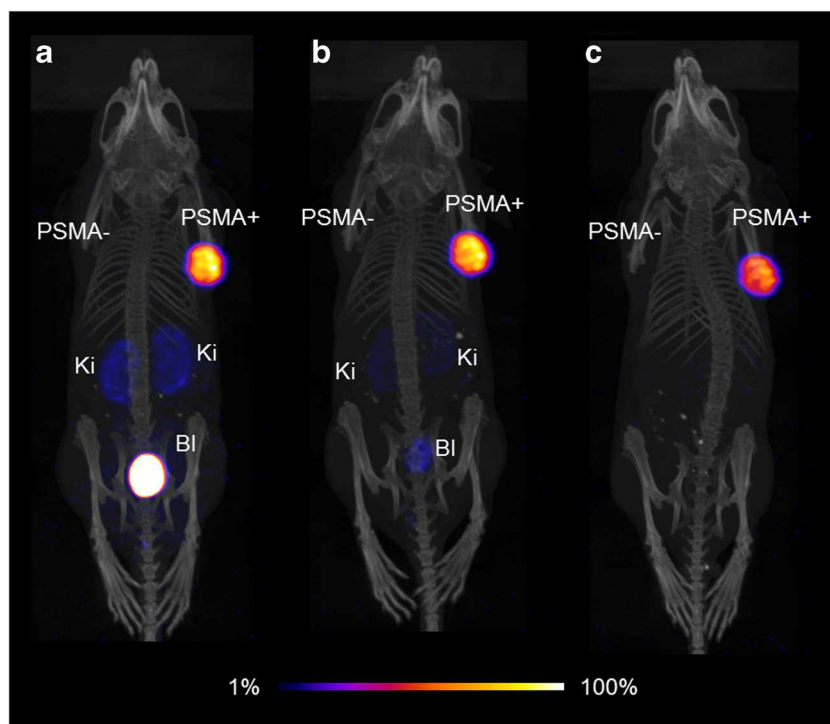 a
b
c
PSMA-
PSMA+
PSMA-
PSMA+
PSMA-
PSMA+
Ki
Ki
Bl
Ki
Ki
Bl
1%
100%